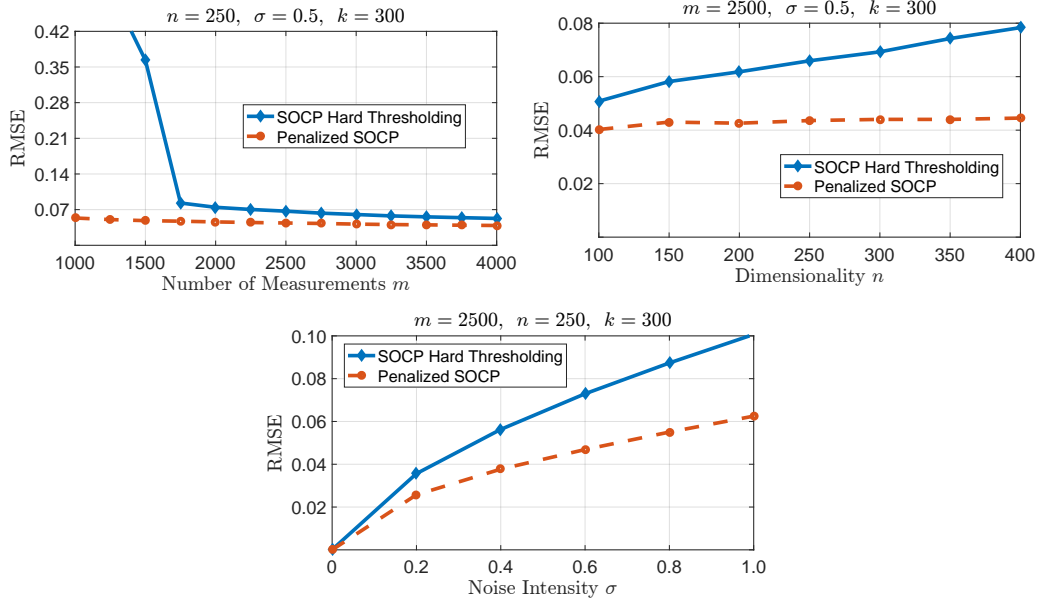 n = 250, σ = 0.5, k = 300
RMSE
0.42
0.35
0.28
0.21
0.14
0.07
SOCP Hard Thresholding
Penalized SOCP
1000 1500 2000 2500 3000 3500 4000
Number of Measurements m
m = 2500, σ = 0.5, k = 300
RMSE
0.08
0.06
0.04
0.02
SOCP Hard Thresholding
Penalized SOCP
100 150 200 250 300 350 400
Dimensionality n
m = 2500, n = 250, k = 300
RMSE
0.10
0.08
0.06
0.04
0.02
SOCP Hard Thresholding
Penalized SOCP
0 0.2 0.4 0.6 0.8 1.0
Noise Intensity σ